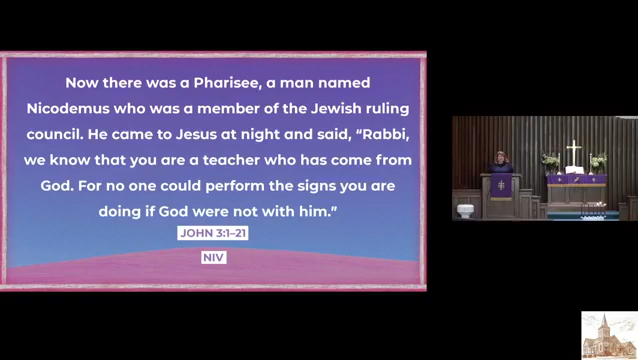 Now there was a Pharisee, a man named
Nicodemus who was a member of the Jewish ruling
council. He came to Jesus at night and said, “Rabbi,
we know that you are a teacher who has come from
God. For no one could perform the signs you are
doing if God were not with him.”
JOHN 3:1–21
NIV